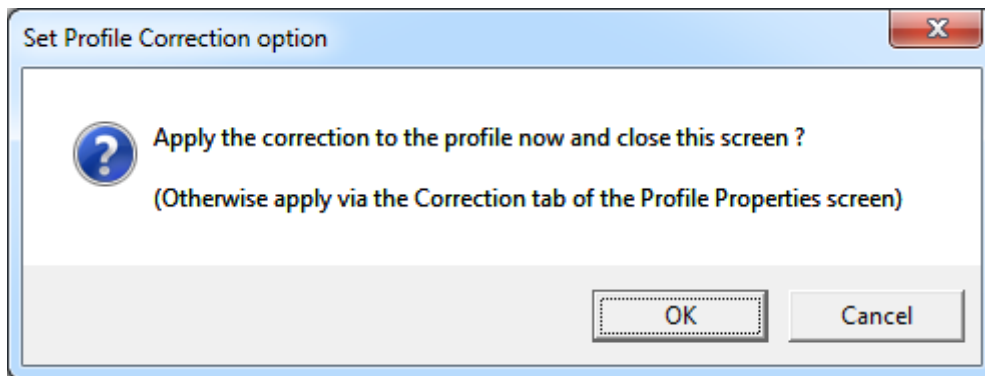 Set Profile Correction option
Apply the correction to the profile now and close this screen ?
(Otherwise apply via the Correction tab of the Profile Properties screen)
OK
Cancel